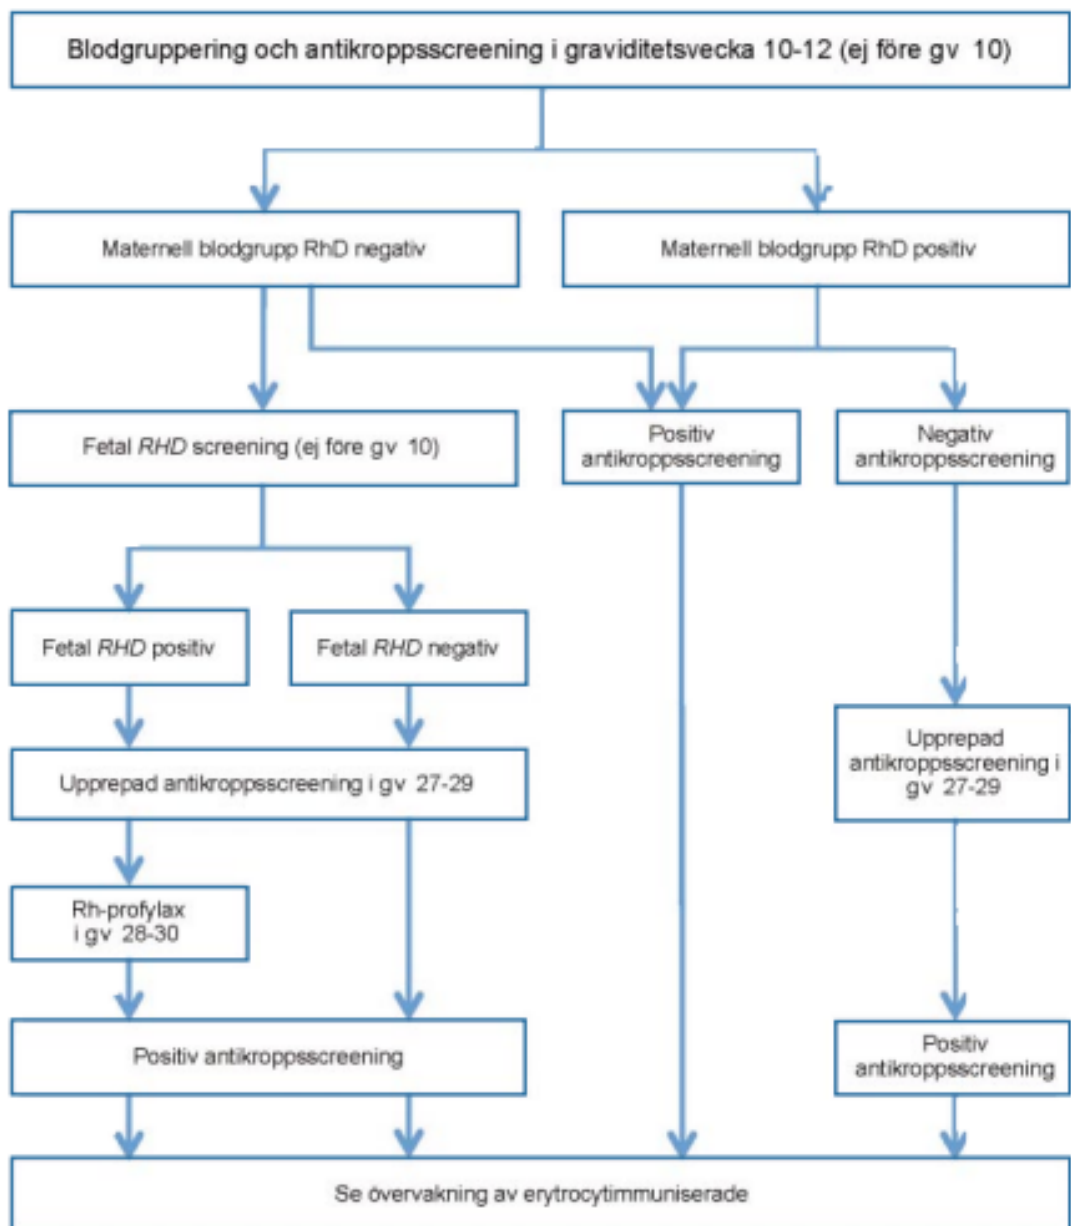 Blodgruppering och antikroppsscreening i graviditetsvecka 10-12 (ej före gv 10)
Maternell blodgrupp RhD negativ
Maternell blodgrupp RhD positiv
Fetal RHD screening (ej före gv 10)
Positiv
antikroppsscreening
Negativ
antikroppsscreening
Fetal RHD positiv
Fetal RHD negativ
Upprepad antikroppsscreening i gv 27-29
Upprepad
antikroppsscreening i
gv 27-29
Rh-profylax
i gv 28-30
Positiv antikroppsscreening
Positiv
antikroppsscreening
Se övervakning av erytrocytimmuniserade